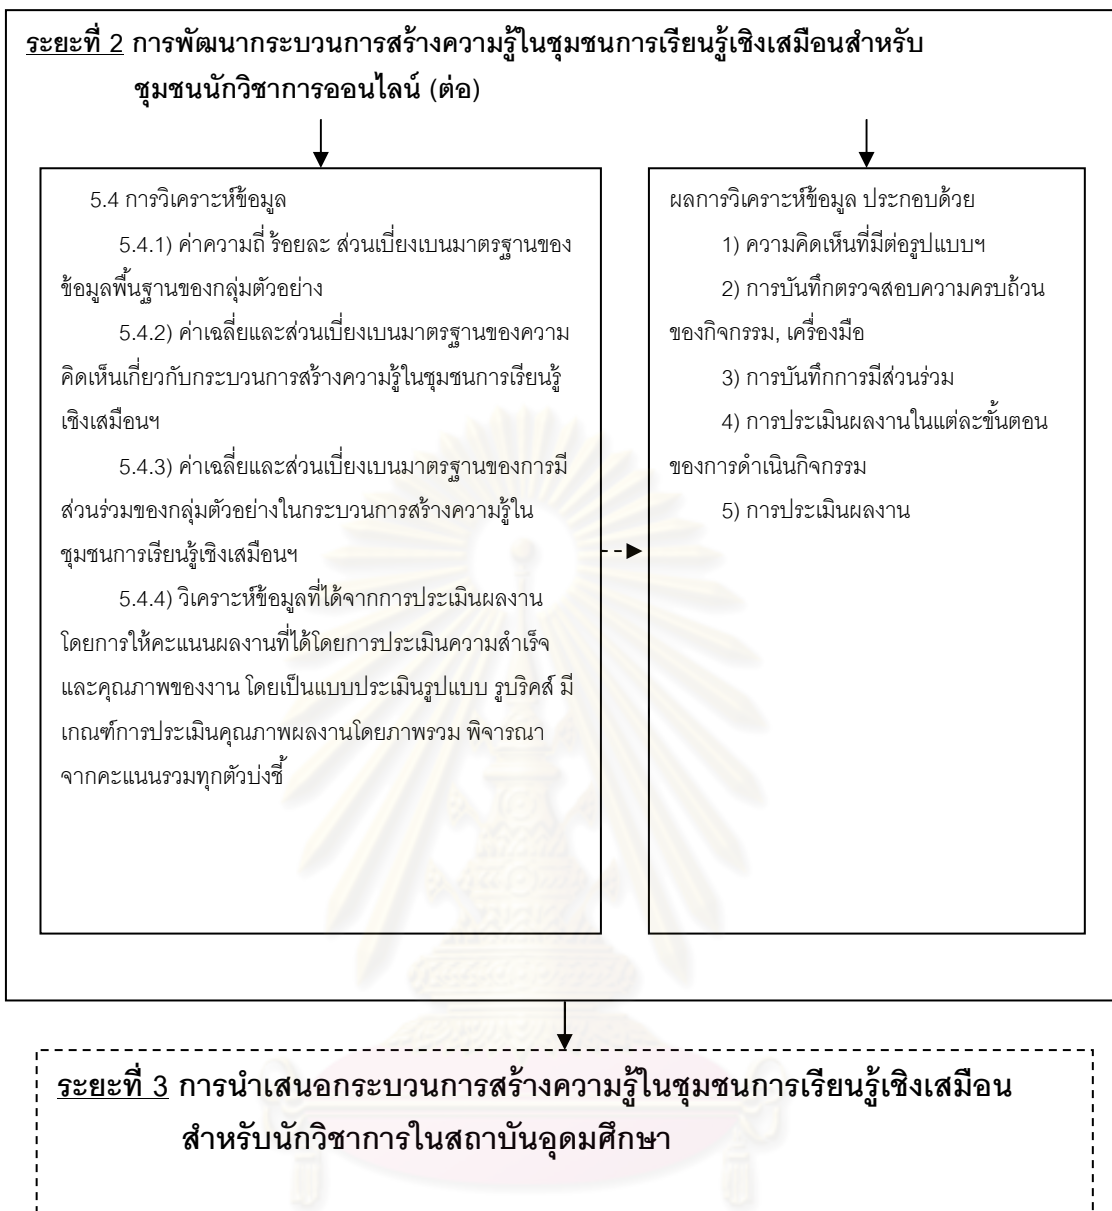 ระยะที่ 2 การพัฒนากระบวนการสร้างความรู้ในชุมชนการเรียนรู้เชิงเสมือนสำหรับ
ชุมชนนักวิชาการออนไลน์ (ต่อ)
5.4 การวิเคราะห์ข้อมูล
5.4.1) ค่าความถี่ ร้อยละ ส่วนเบี่ยงเบนมาตรฐานของ
ข้อมูลพื้นฐานของกลุ่มตัวอย่าง
5.4.2) ค่าเฉลี่ยและส่วนเบี่ยงเบนมาตรฐานของความ
คิดเห็นเกี่ยวกับกระบวนการสร้างความรู้ในชุมชนการเรียนรู้
เชิงเสมือนฯ
5.4.3) ค่าเฉลี่ยและส่วนเบี่ยงเบนมาตรฐานของการมี
ส่วนร่วมของกลุ่มตัวอย่างในกระบวนการสร้างความรู้ใน
ชุมชนการเรียนรู้เชิงเสมือนฯ
5.4.4) วิเคราะห์ข้อมูลที่ได้จากการประเมินผลงาน
โดยการให้คะแนนผลงานที่ได้โดยการประเมินความสำเร็จ
และคุณภาพของงาน โดยเป็นแบบประเมินรูปแบบ รูบริคส์ มี
เกณฑ์การประเมินคุณภาพผลงานโดยภาพรวม พิจารณา
จากคะแนนรวมทุกตัวบ่งชี้
ผลการวิเคราะห์ข้อมูล ประกอบด้วย
1) ความคิดเห็นที่มีต่อรูปแบบฯ
2) การบันทึกตรวจสอบความครบถ้วน
ของกิจกรรม, เครื่องมือ
3) การบันทึกการมีส่วนร่วม
4) การประเมินผลงานในแต่ละขั้นตอน
ของการดำเนินกิจกรรม
5) การประเมินผลงาน
ระยะที่ 3 การนำเสนอกระบวนการสร้างความรู้ในชุมชนการเรียนรู้เชิงเสมือน
สำหรับนักวิชาการในสถาบันอุดมศึกษา